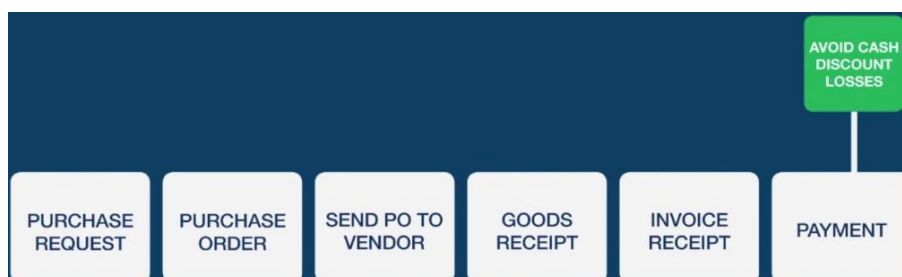 AVOID CASH
DISCOUNT
LOSSES
PURCHASE
REQUEST
PURCHASE
ORDER
SEND PO TO
VENDOR
GOODS
RECEIPT
INVOICE
RECEIPT
PAYMENT